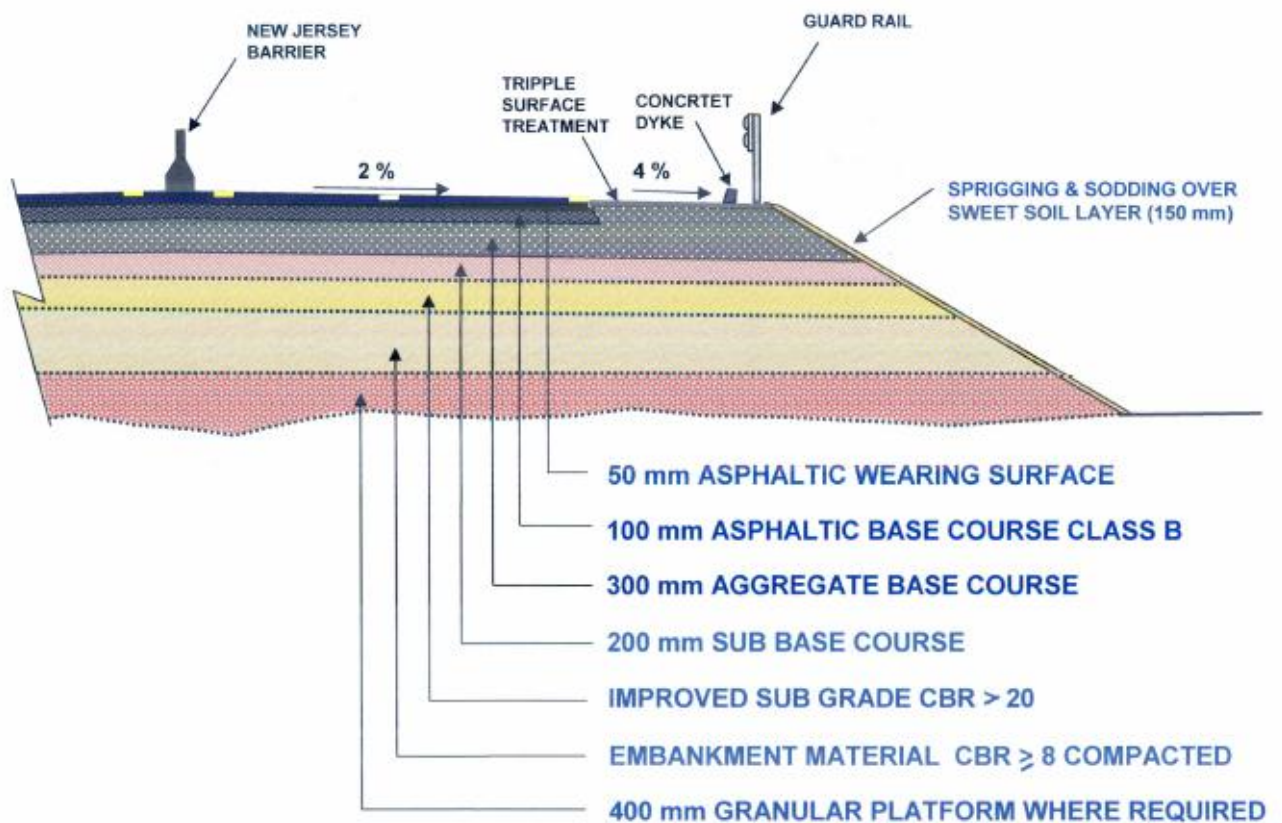 NEW JERSEY
BARRIER
GUARD RAIL
TRIPPLE
SURFACE
TREATMENT
CONCRTET
DYKE
2 %
4 %
SPRIGGING & SODDING OVER
SWEET SOIL LAYER (150 mm)
50 mm ASPHALTIC WEARING SURFACE
100 mm ASPHALTIC BASE COURSE CLASS B
300 mm AGGREGATE BASE COURSE
200 mm SUB BASE COURSE
IMPROVED SUB GRADE CBR > 20
EMBANKMENT MATERIAL CBR ≥ 8 COMPACTED
400 mm GRANULAR PLATFORM WHERE REQUIRED